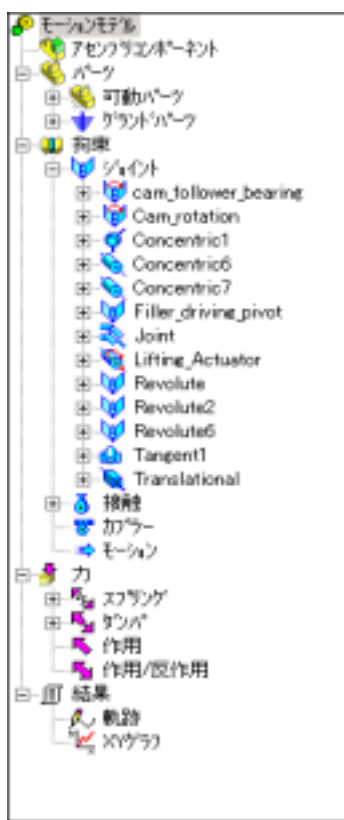 モーションモデル
アセンブリコンポーネント
パーツ
可動パーツ
グランドパーツ
拘束
ジョイント
cam_follower_bearing
Cam_rotation
Concentric1
Concentric6
Concentric7
Filler_driving_pivot
Joint
Lifting_Actuator
Revolute
Revolute2
Revolute6
Tangent1
Translational
接触
カプラー
モーション
力
スプリング
ダンパ
作用
作用/反作用
結果
軌跡
XYグラフ